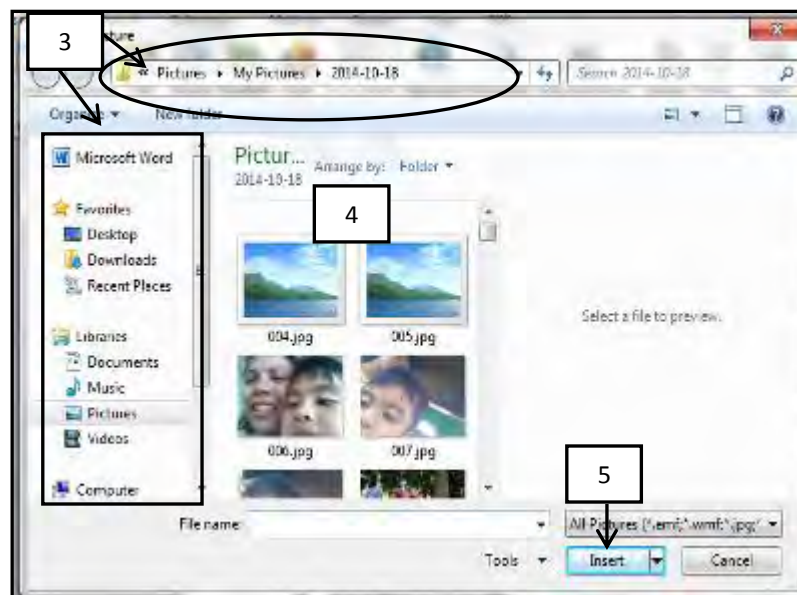 3
cture
« Pictures ▸ My Pictures ▸ 2014-10-18
Search 2014-10-18
Organize
New folder
Microsoft Word
Favorites
Desktop
Downloads
Recent Places
Libraries
Documents
Music
Pictures
Videos
Computer
Pictur...
2014-10-18
Arrange by: Folder
4
004.jpg
005.jpg
006.jpg
007.jpg
Select a file to preview.
5
File name:
All Pictures (*.emf;*.wmf;*.jpg;*
Tools
Insert
Cancel